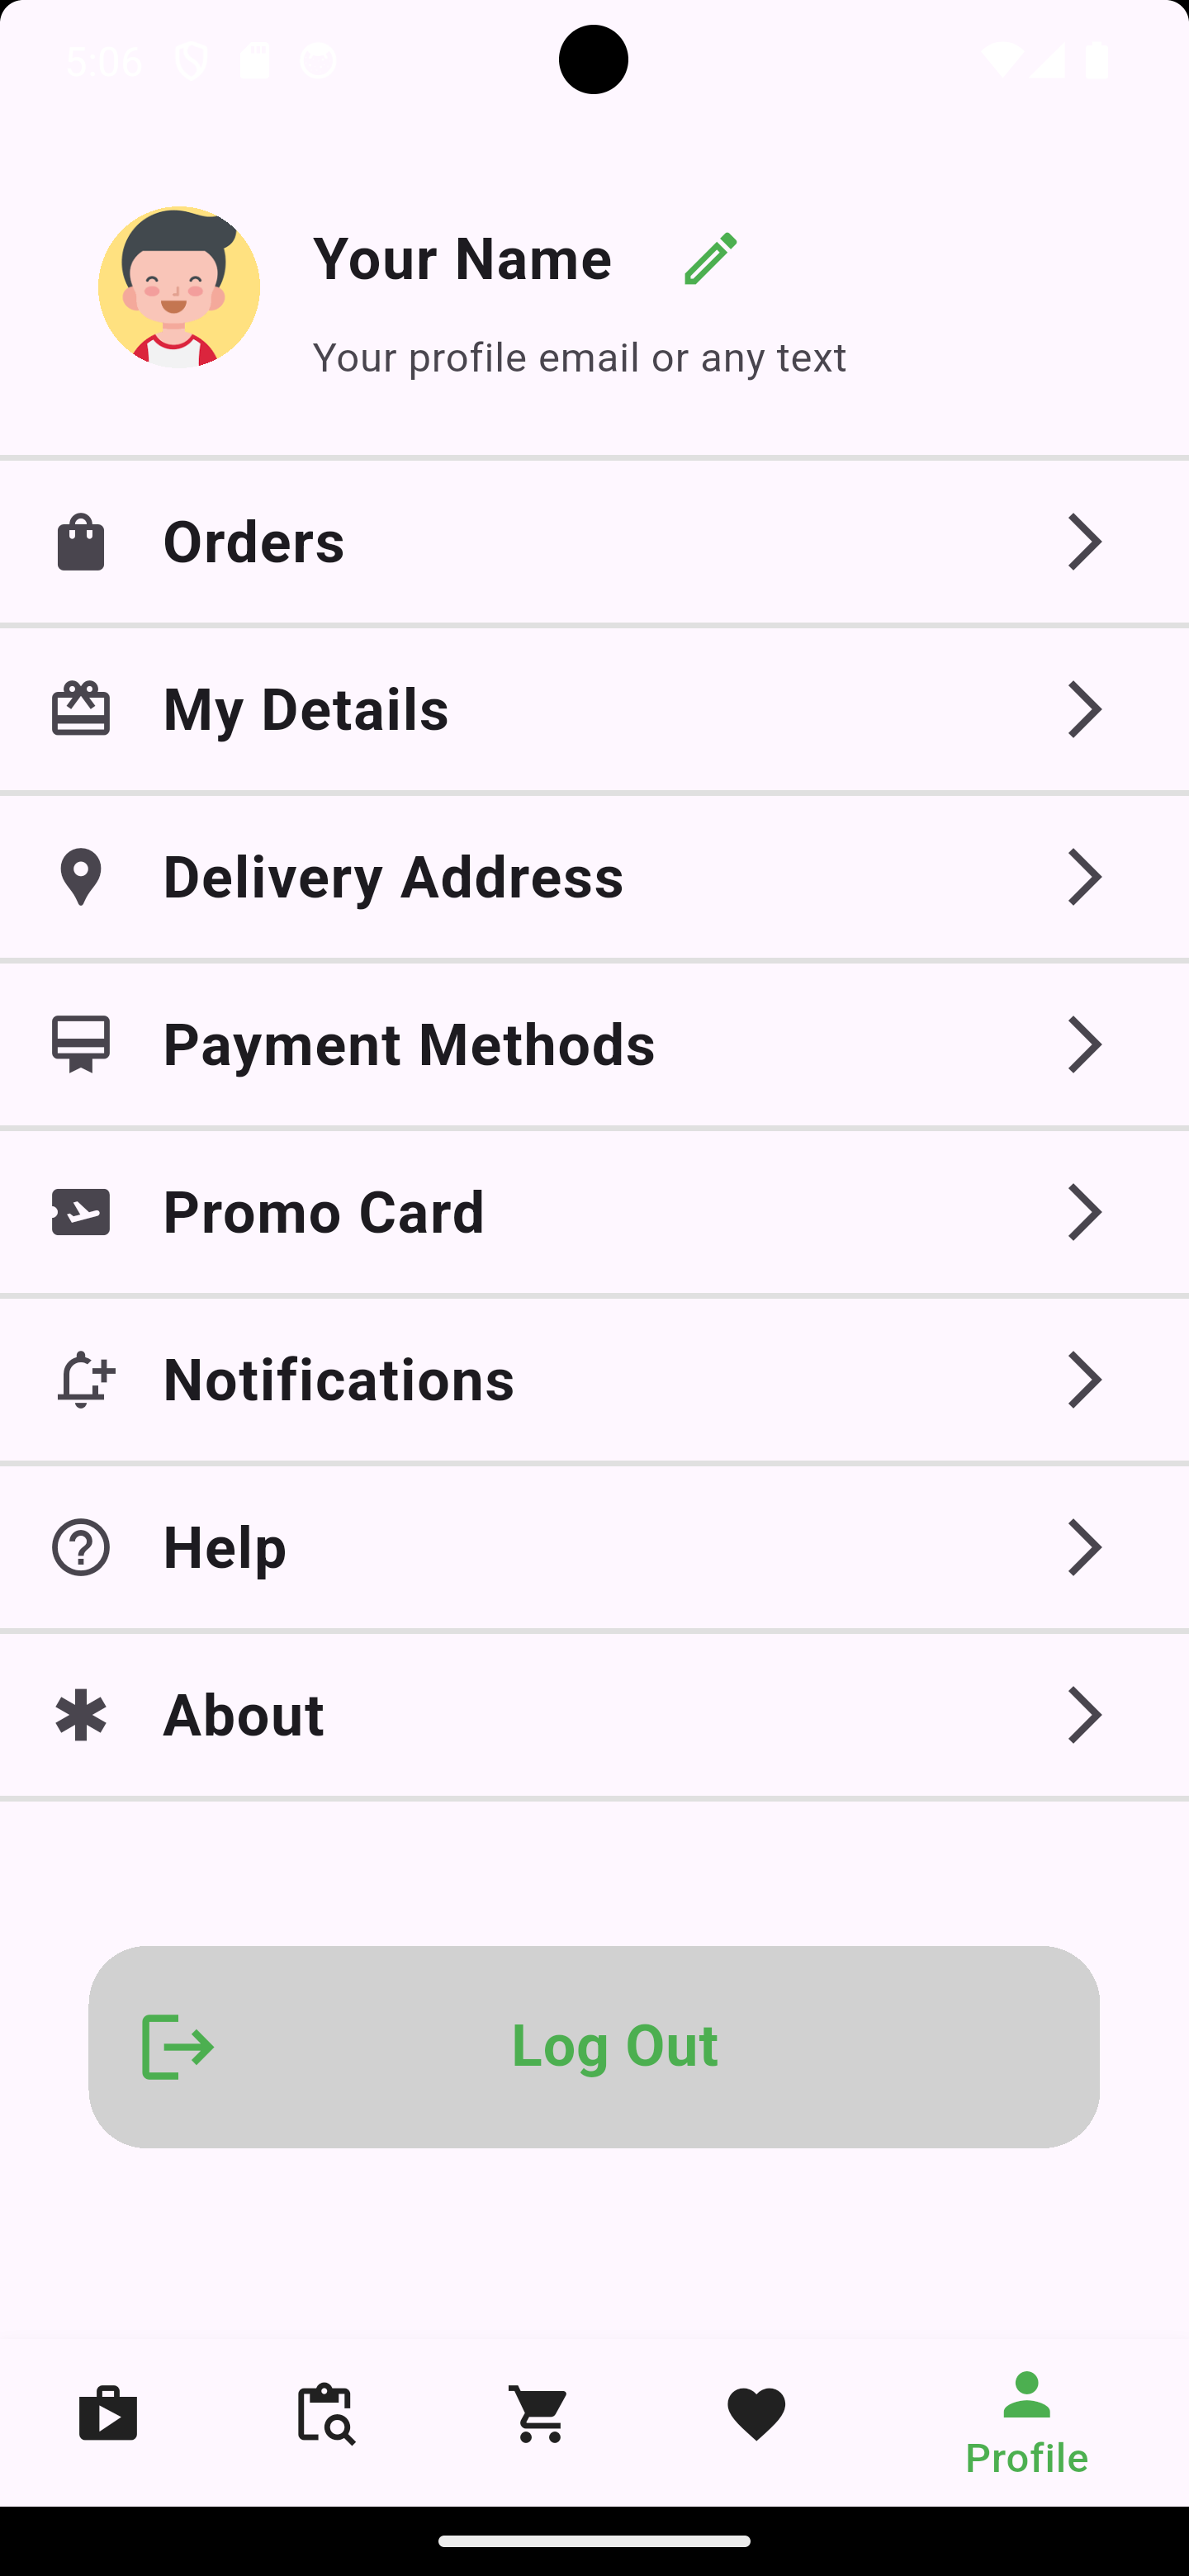 5:06
Your Name
Your profile email or any text
Orders
My Details
Delivery Address
Payment Methods
Promo Card
Notifications
Help
About
Log Out
Profile